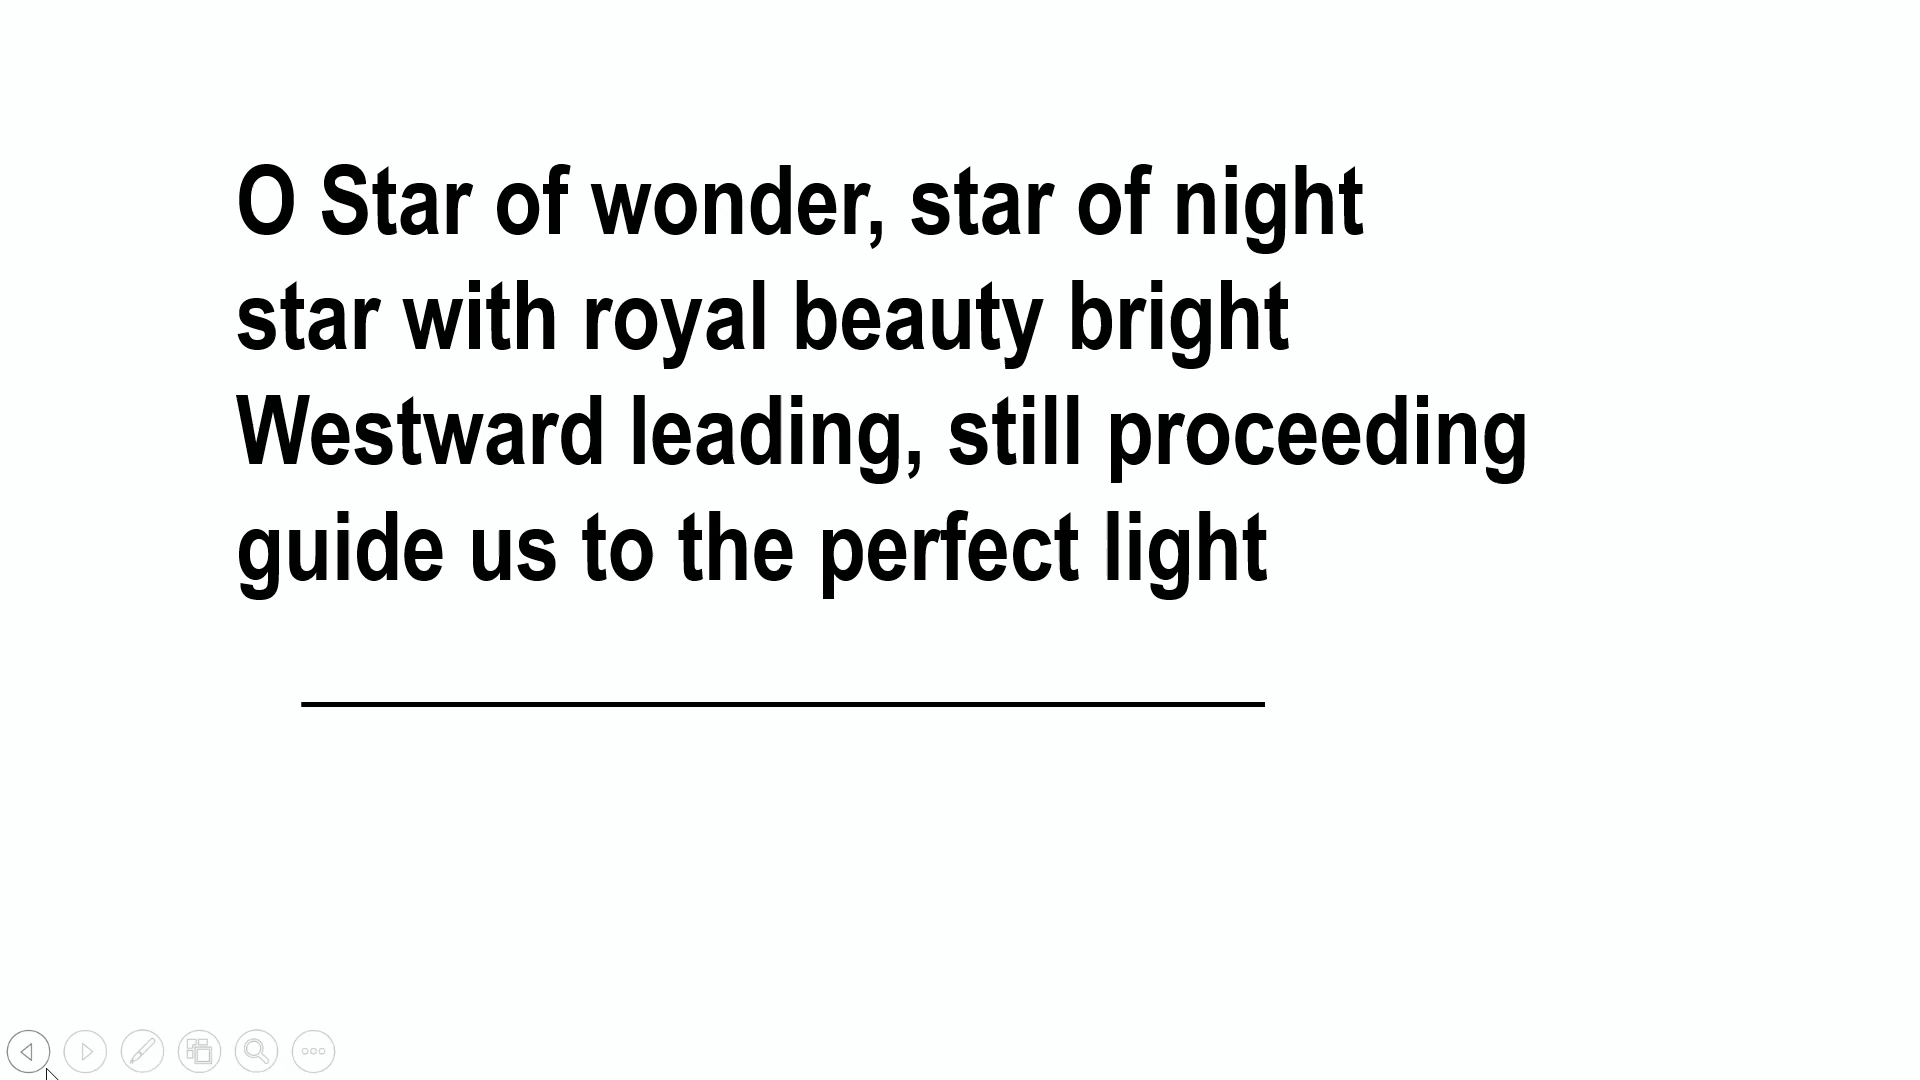 O Star of wonder, star of night
star with royal beauty bright
Westward leading, still proceeding
guide us to the perfect light